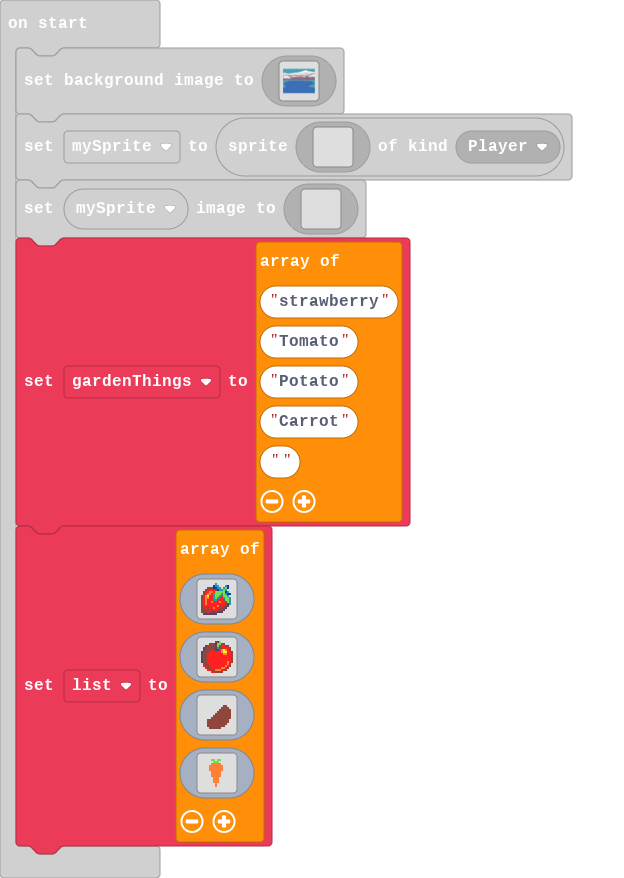 on start
set background image to
set mySprite to sprite of kind Player
set mySprite image to
array of
"strawberry"
"Tomato"
"Potato"
set gardenThings to
"Carrot"
" "
array of
set list to